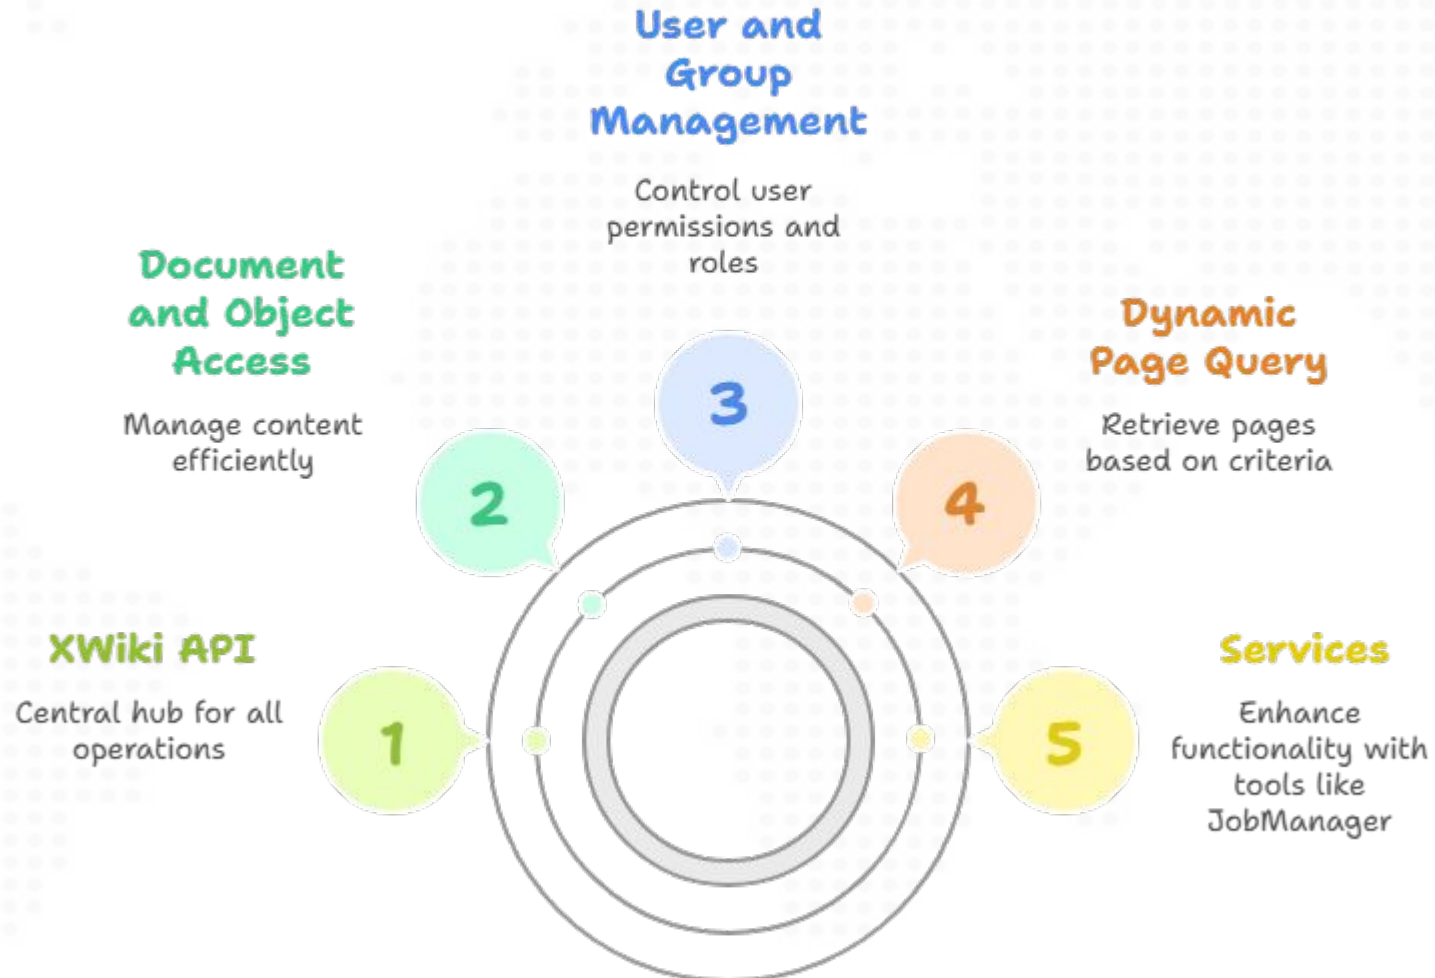 User and
Group
Management
Control user
permissions and
roles
Document
and Object
Access
Manage content
efficiently
Dynamic
Page Query
Retrieve pages
based on criteria
3
2
4
XWiki API
Central hub for all
operations
1
5
Services
Enhance
functionality with
tools like
JobManager